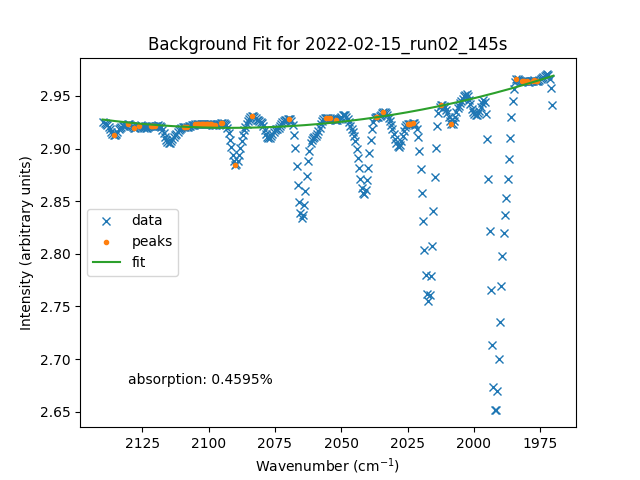 Background Fit for 2022-02-15_run02_145s
Intensity (arbitrary units)
2.95
2.90
2.85
2.80
2.75
2.70
2.65
data
peaks
fit
absorption: 0.4595%
2125
2100
2075
2050
2025
2000
1975
Wavenumber (cm⁻¹)